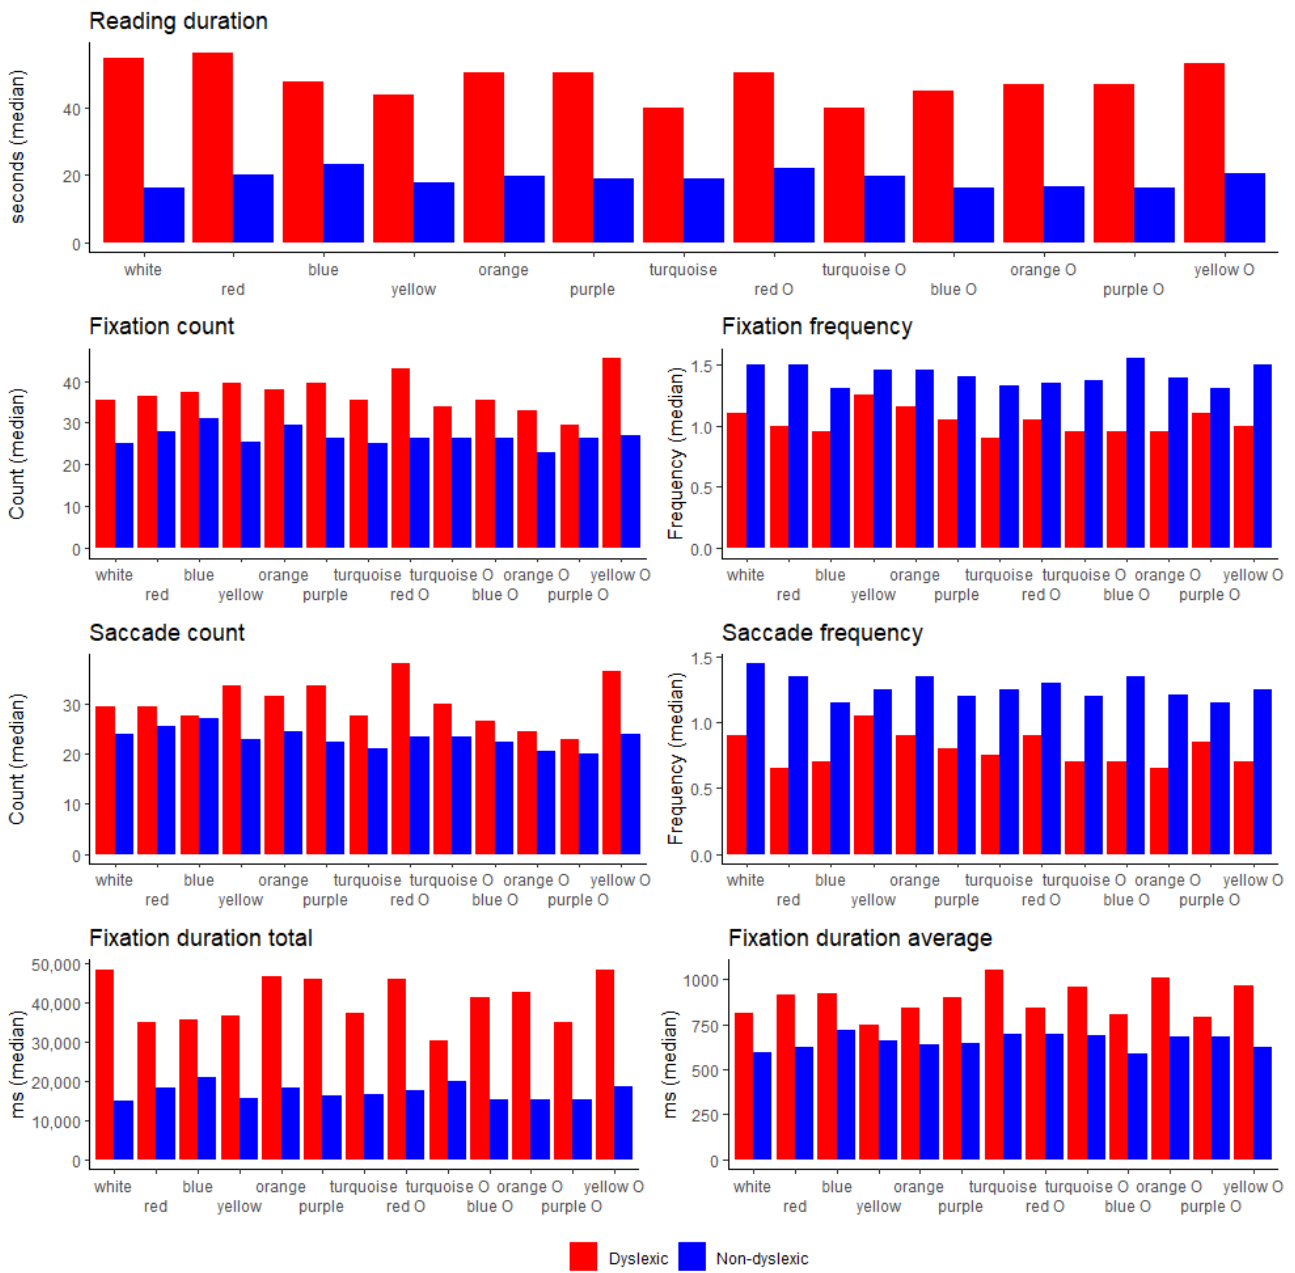 Reading duration
seconds (median)
40
20
0
white red blue yellow orange purple turquoise red O turquoise O blue O orange O purple O yellow O
Fixation count
Count (median)
40
30
20
10
0
white red blue yellow orange purple turquoise red O turquoise O blue O orange O purple O yellow O
Fixation frequency
Frequency (median)
1.5
1.0
0.5
0.0
white red blue yellow orange purple turquoise red O turquoise O blue O orange O purple O yellow O
Saccade count
Count (median)
30
20
10
0
white red blue yellow orange purple turquoise red O turquoise O blue O orange O purple O yellow O
Saccade frequency
Frequency (median)
1.5
1.0
0.5
0.0
white red blue yellow orange purple turquoise red O turquoise O blue O orange O purple O yellow O
Fixation duration total
ms (median)
50,000
40,000
30,000
20,000
10,000
0
white red blue yellow orange purple turquoise red O turquoise O blue O orange O purple O yellow O
Fixation duration average
ms (median)
1000
750
500
250
0
white red blue yellow orange purple turquoise red O turquoise O blue O orange O purple O yellow O
Dyslexic Non-dyslexic